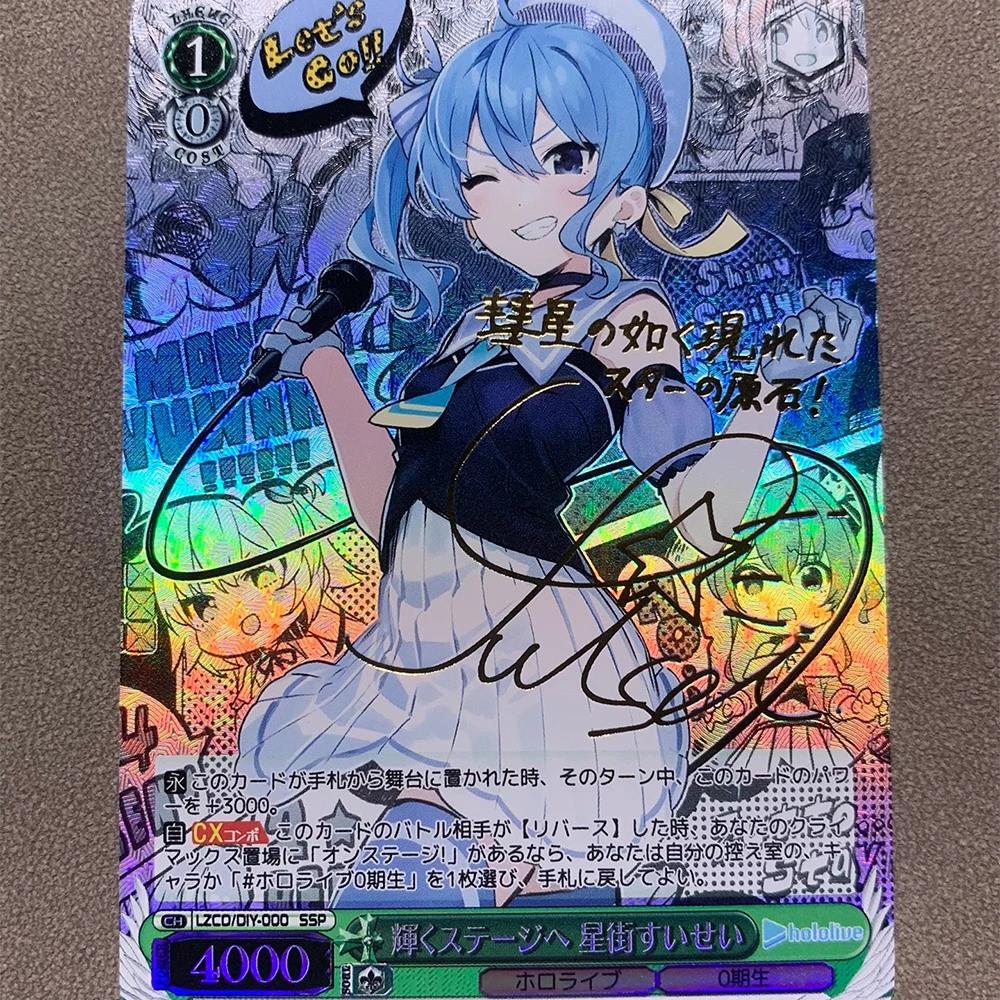 LEVEL
1
0
COST
Let's
Go!!
Shiny
Smily
彗星の如く現れた
スターの原石!
Suisei
永 このカードが手札から舞台に置かれた時、そのターン中、このカードのパワ
ーを+3000。
自 CXコンボ このカードのバトル相手が【リバース】した時、あなたのクライ
マックス置場に「オンステージ!」があるなら、あなたは自分の控え室の、キ
ャラか「#ホロライブ0期生」を1枚選び、手札に戻してよい。
CH LZCD/DIY-000 SSP
4000
SOUL
輝くステージへ 星街すいせい
hololive
ホロライブ
0期生